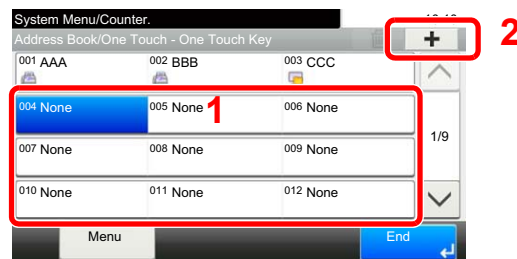 System Menu/Counter.
Address Book/One Touch - One Touch Key
+ 2
001 AAA 002 BBB 003 CCC
004 None 005 None 1 006 None
007 None 008 None 009 None
1/9
010 None 011 None 012 None
Menu End